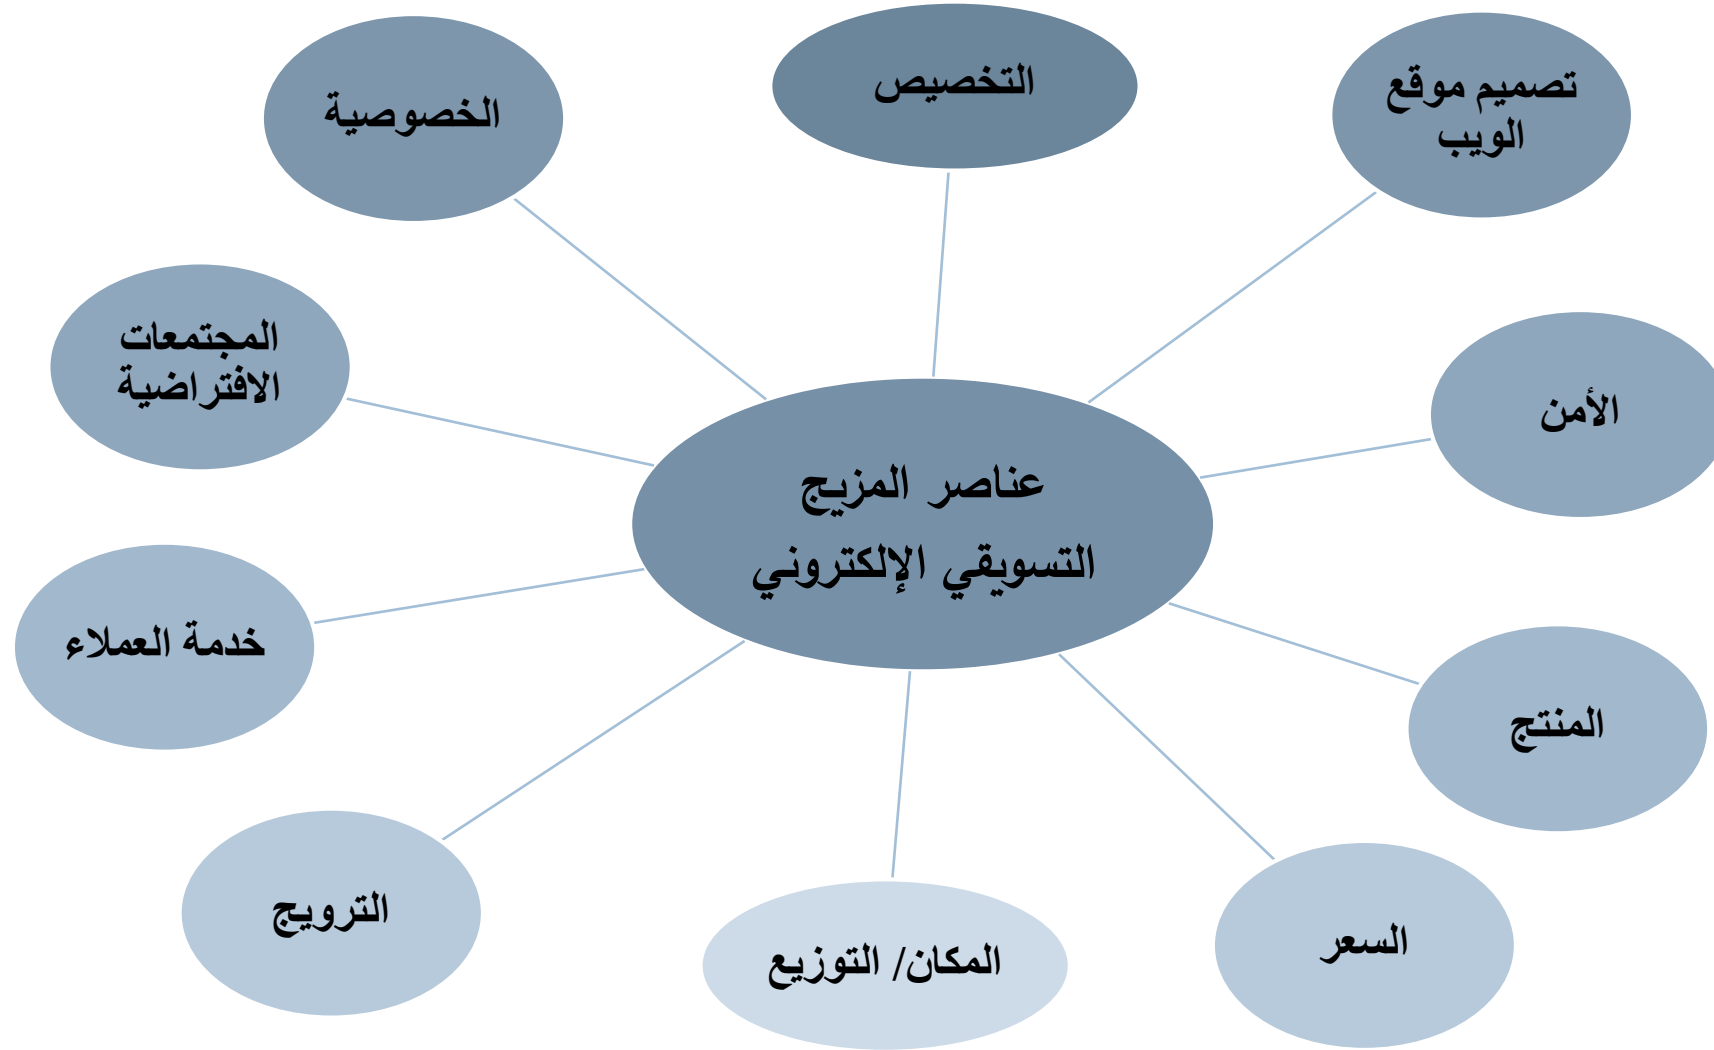 التخصيص
تصميم موقع
الويب
الخصوصية
المجتمعات
الافتراضية
الأمن
عناصر المزيج
التسويقي الإلكتروني
خدمة العملاء
المنتج
الترويج
السعر
المكان/ التوزيع